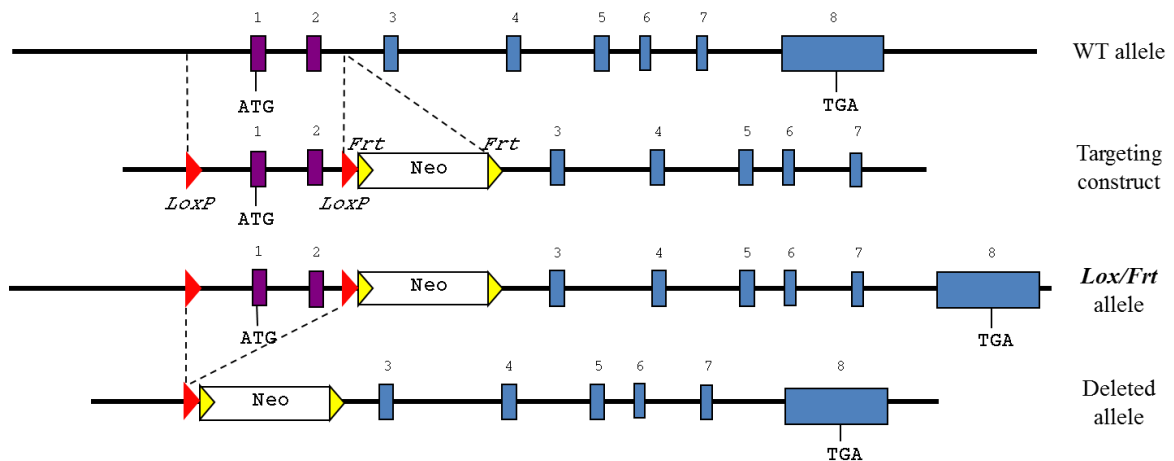 1 2 3 4 5 6 7 8
WT allele
ATG TGA
Frt Frt
1 2 3 4 5 6 7
Neo
Targeting
construct
LoxP LoxP
ATG
1 2 3 4 5 6 7 8
Neo
Lox/Frt
allele
ATG TGA
3 4 5 6 7 8
Neo
Deleted
allele
TGA